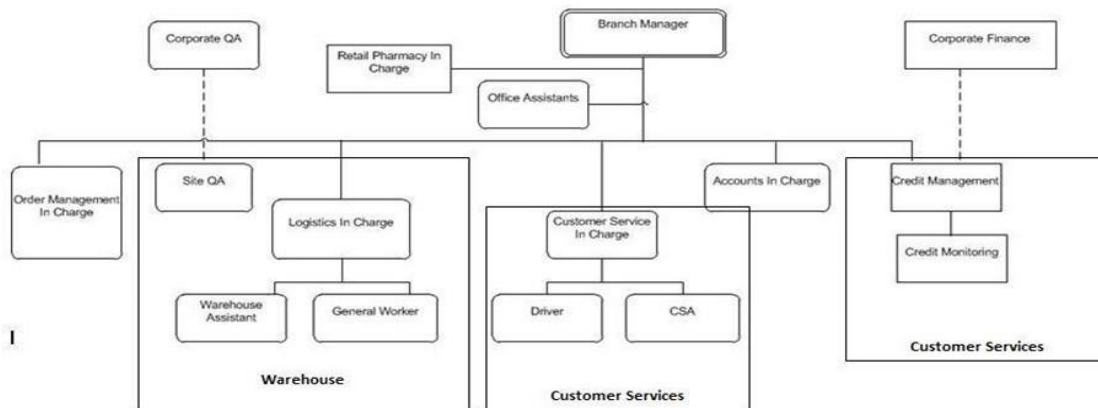 Branch Manager
Corporate QA
Corporate Finance
Retail Pharmacy In
Charge
Office Assistants
Site QA
Accounts In Charge
Credit Management
Order Management
In Charge
Logistics In Charge
Customer Service
In Charge
Credit Monitoring
Warehouse
Assistant
General Worker
Driver
CSA
I
Customer Services
Warehouse
Customer Services